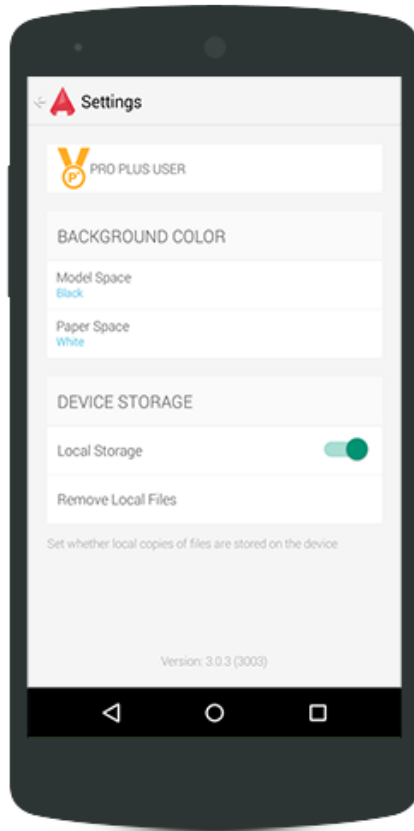 Settings
PRO PLUS USER
BACKGROUND COLOR
Model Space
Black
Paper Space
White
DEVICE STORAGE
Local Storage
Remove Local Files
Set whether local copies of files are stored on the device
Version: 3.0.3 (3003)